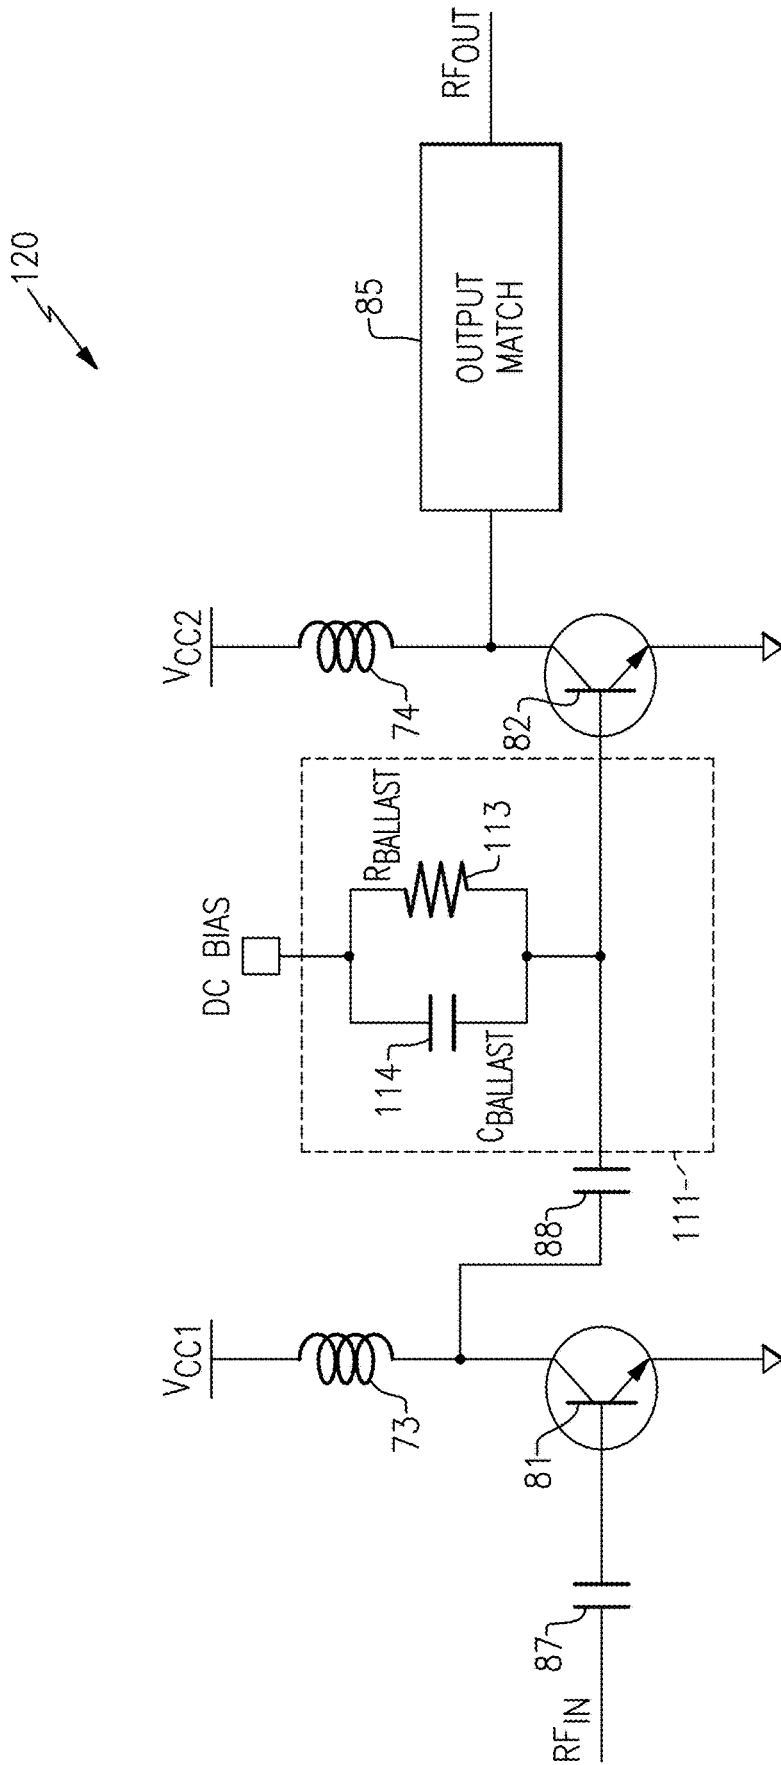 120
VCC1
VCC2
DC BIAS
RBALLAST
113
114
CBALLAST
73
74
85
OUTPUT
MATCH
RFOUT
81
82
87
88
RFIN
111